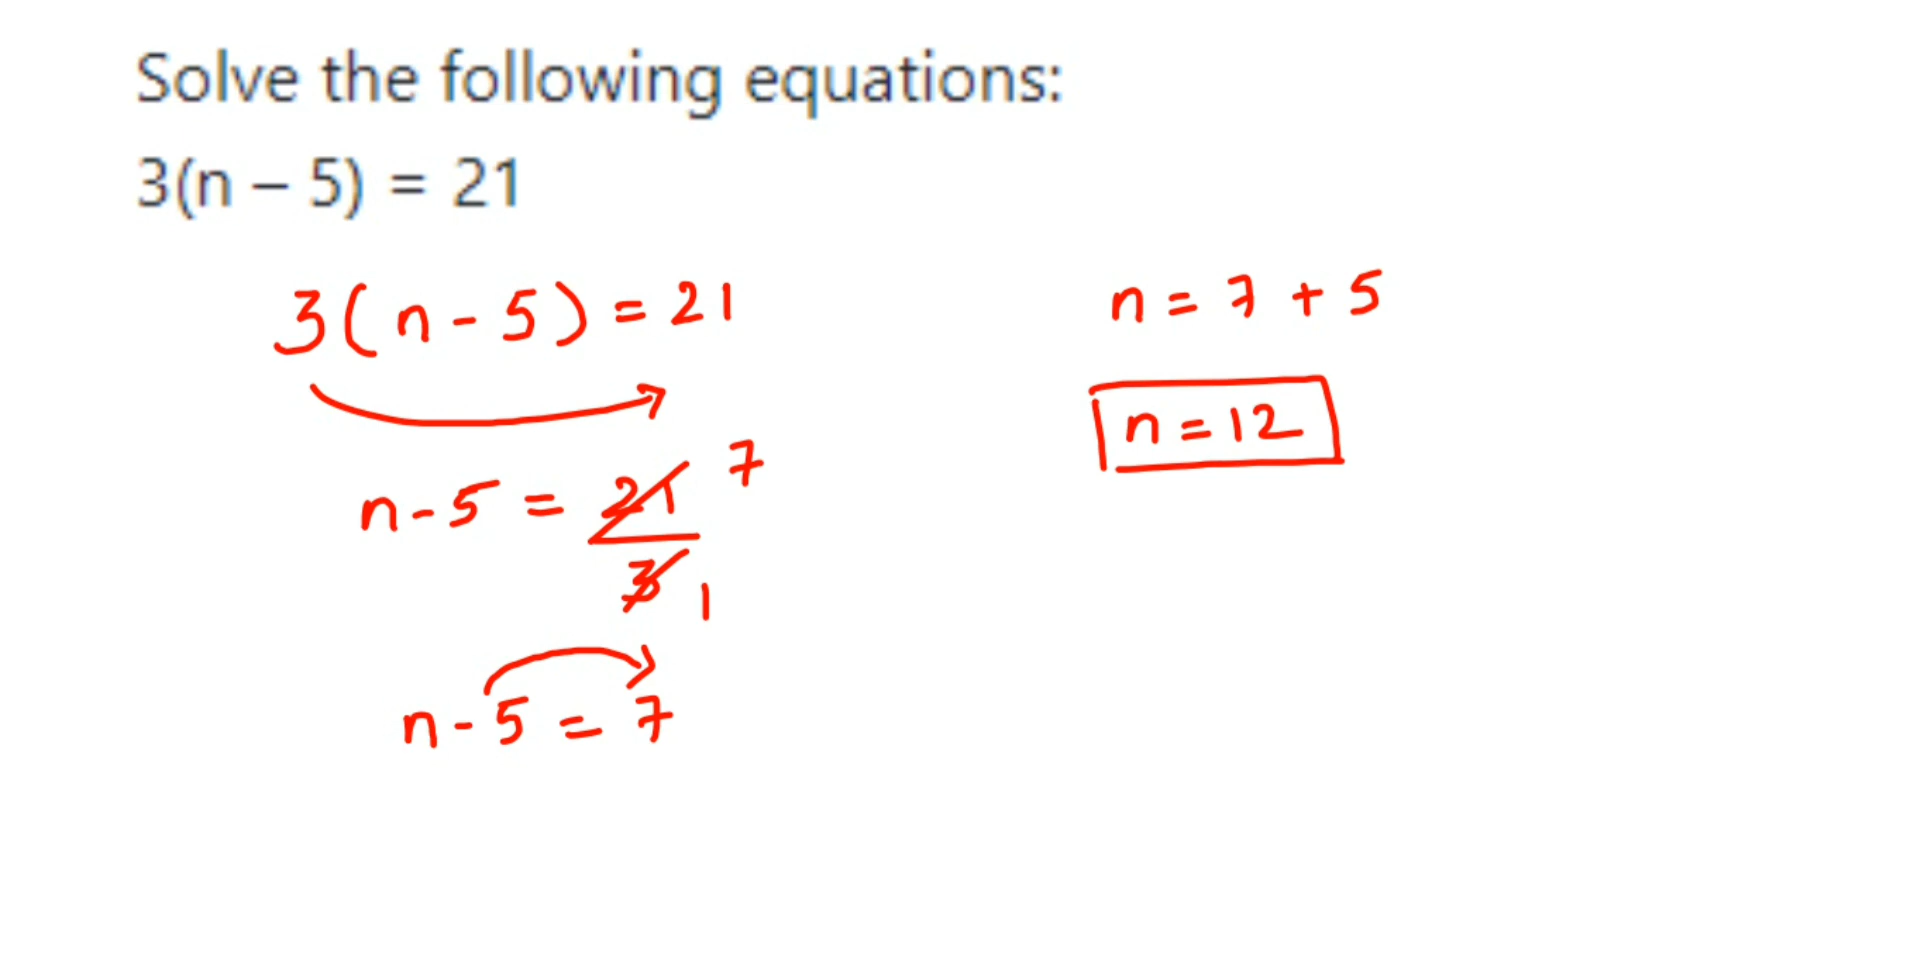 Solve the following equations:
3(n – 5) = 21
3(n - 5) = 21
n - 5 = 21/3 7 1
n - 5 = 7
n = 7 + 5
n = 12